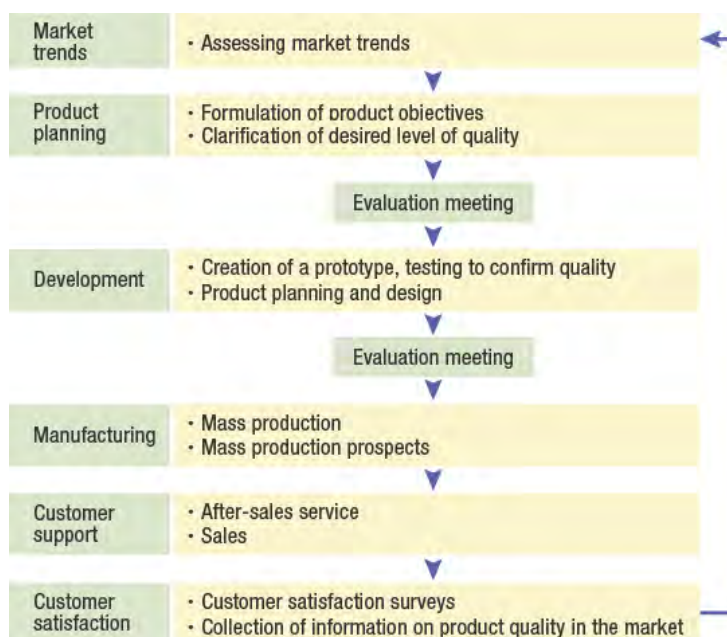 Market
trends
・Assessing market trends
Product
planning
・Formulation of product objectives
・Clarification of desired level of quality
Evaluation meeting
Development
・Creation of a prototype, testing to confirm quality
・Product planning and design
Evaluation meeting
Manufacturing
・Mass production
・Mass production prospects
Customer
support
・After-sales service
・Sales
Customer
satisfaction
・Customer satisfaction surveys
・Collection of information on product quality in the market